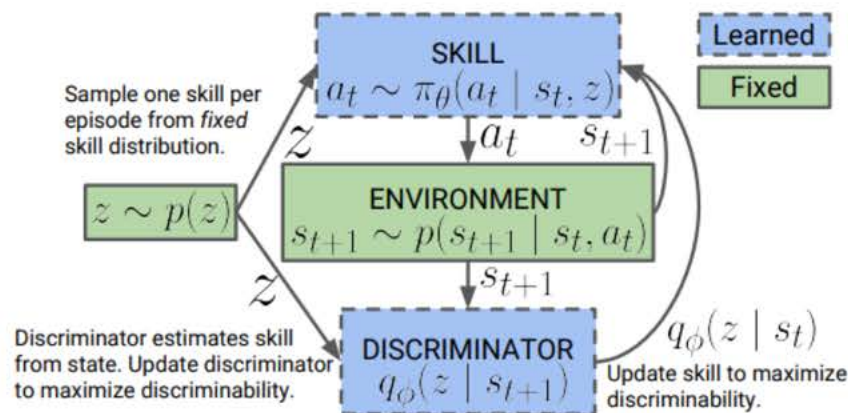 SKILL
a_t ∼ π_θ(a_t | s_t, z)
Learned
Fixed
Sample one skill per
episode from fixed
skill distribution.
z
a_t
s_{t+1}
z ∼ p(z)
ENVIRONMENT
s_{t+1} ∼ p(s_{t+1} | s_t, a_t)
z
s_{t+1}
Discriminator estimates skill
from state. Update discriminator
to maximize discriminability.
DISCRIMINATOR
q_ϕ(z | s_{t+1})
q_ϕ(z | s_t)
Update skill to maximize
discriminability.